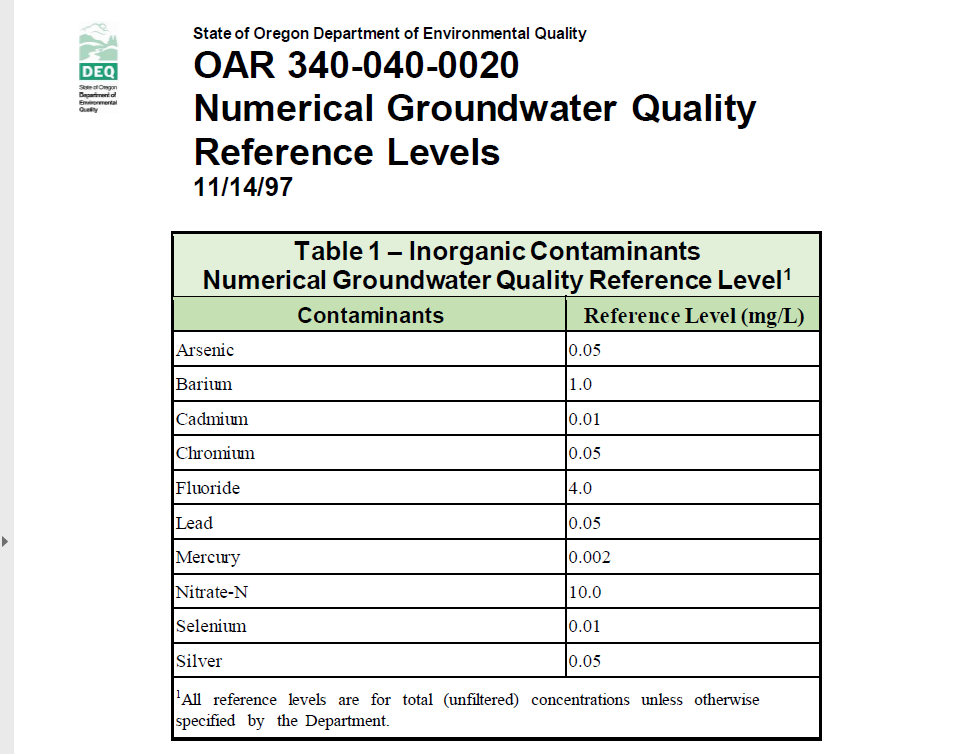 DEQ
State of Oregon
Department of
Environmental
Quality
State of Oregon Department of Environmental Quality
OAR 340-040-0020
Numerical Groundwater Quality
Reference Levels
11/14/97
Table 1 – Inorganic Contaminants
Numerical Groundwater Quality Reference Level¹
Contaminants Reference Level (mg/L)
Arsenic 0.05
Barium 1.0
Cadmium 0.01
Chromium 0.05
Fluoride 4.0
Lead 0.05
Mercury 0.002
Nitrate-N 10.0
Selenium 0.01
Silver 0.05
¹All reference levels are for total (unfiltered) concentrations unless otherwise
specified by the Department.